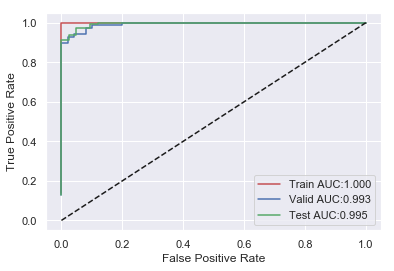 1.0
0.8
0.6
0.4
0.2
0.0
True Positive Rate
0.0 0.2 0.4 0.6 0.8 1.0
False Positive Rate
Train AUC:1.000
Valid AUC:0.993
Test AUC:0.995